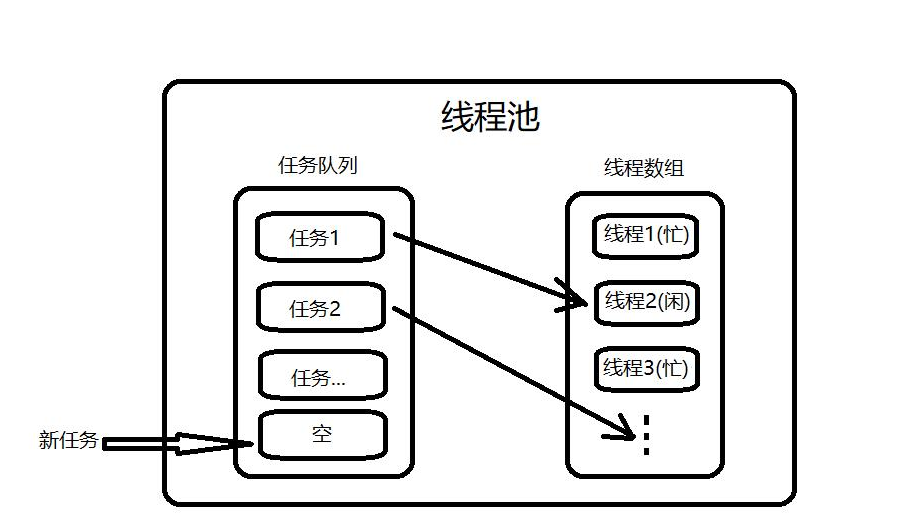 线程池
任务队列
线程数组
任务1
任务2
任务...
空
新任务
线程1(忙)
线程2(闲)
线程3(忙)